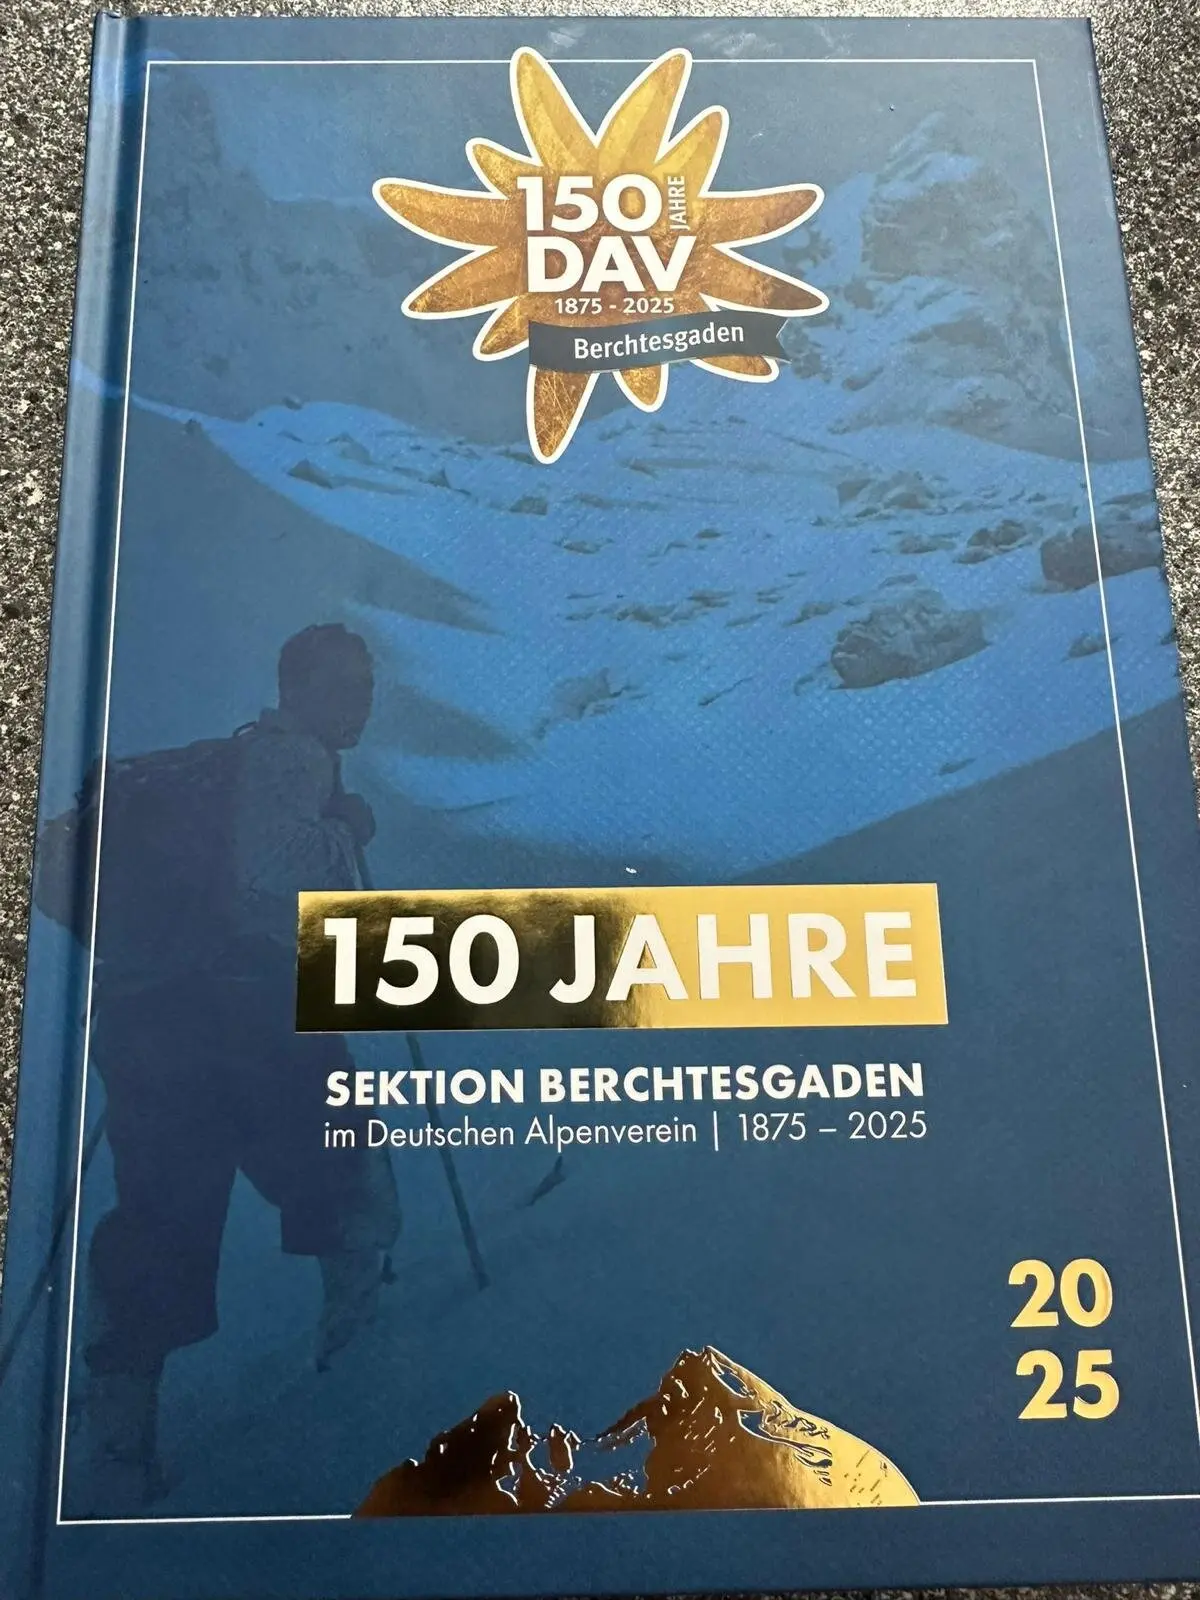 150 JAHRE
DAV
1875 - 2025
Berchtesgaden
150 JAHRE
SEKTION BERCHTESGADEN
im Deutschen Alpenverein | 1875 – 2025
20
25